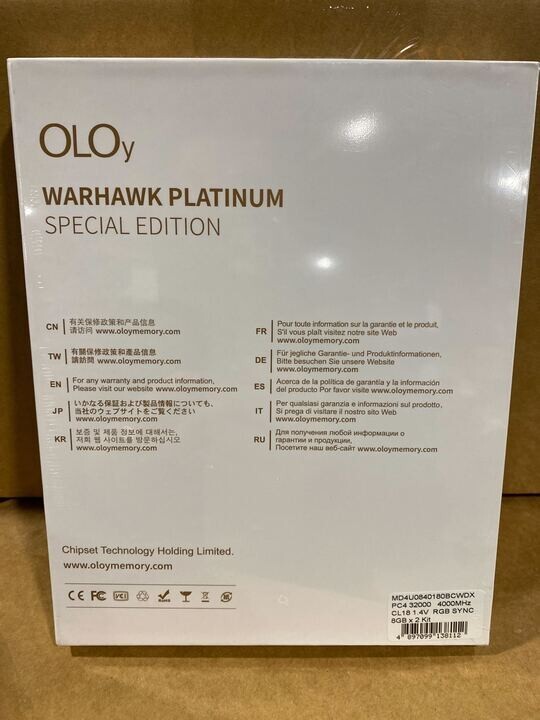 OLOy
WARHAWK PLATINUM
SPECIAL EDITION
CN
有关保修政策和产品信息
请访问 www.oloymemory.com
TW
有關保修政策和產品信息
請訪問 www.oloymemory.com
EN
For any warranty and product information,
Please visit our website www.oloymemory.com
JP
いかなる保証および製品情報についても、
当社のウェブサイトをご覧ください
www.oloymemory.com
KR
보증 및 제품 정보에 대해서는,
저희 웹 사이트를 방문하십시오
www.oloymemory.com
FR
Pour toute information sur la garantie et le produit,
S'il vous plaît visitez notre site Web
www.oloymemory.com
DE
Für jegliche Garantie- und Produktinformationen,
Bitte besuchen Sie unsere Website
www.oloymemory.com
ES
Acerca de la política de garantía y la información
del producto Por favor visite www.oloymemory.com
IT
Per qualsiasi garanzia e informazioni sul prodotto,
Si prega di visitare il nostro sito Web
www.oloymemory.com
RU
Для получения любой информации о
гарантии и продукции,
Посетите наш веб-сайт www.oloymemory.com
Chipset Technology Holding Limited.
www.oloymemory.com
CE FC VCI RoHS
MD4U0840180BCWDX
PC4 32000 4000MHz
CL18 1.4V RGB SYNC
8GB x 2 Kit
4 897099 138112